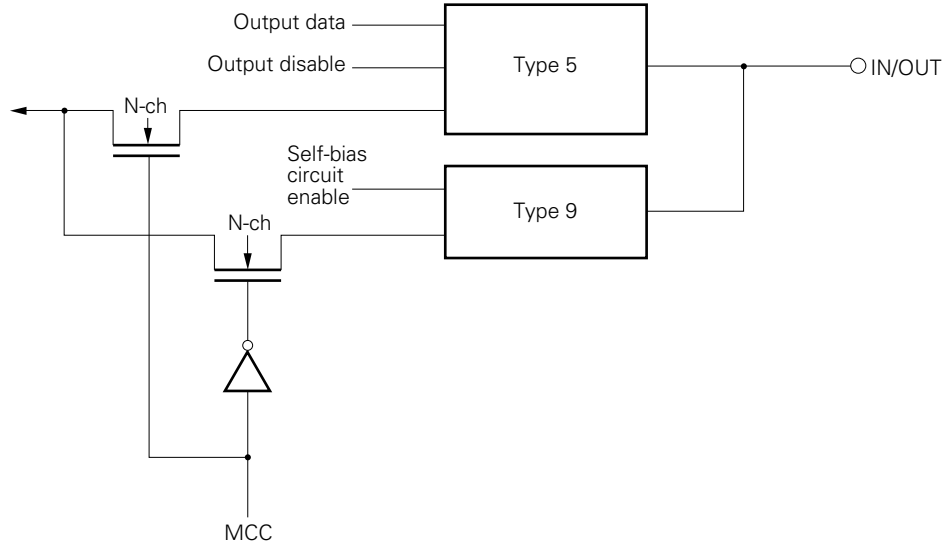 Output data
Output disable
Type 5
IN/OUT
N-ch
Self-bias
circuit
enable
Type 9
N-ch
MCC